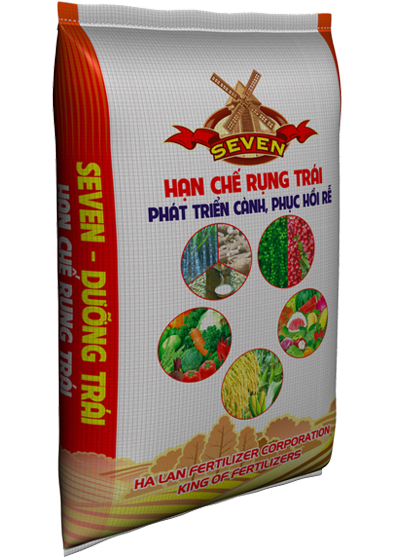 SEVEN
HẠN CHẾ RỤNG TRÁI
PHÁT TRIỂN CÀNH, PHỤC HỒI RỄ
HA LAN FERTILIZER CORPORATION
KING OF FERTILIZERS
SEVEN - DƯỠNG TRÁI
HẠN CHẾ RỤNG TRÁI